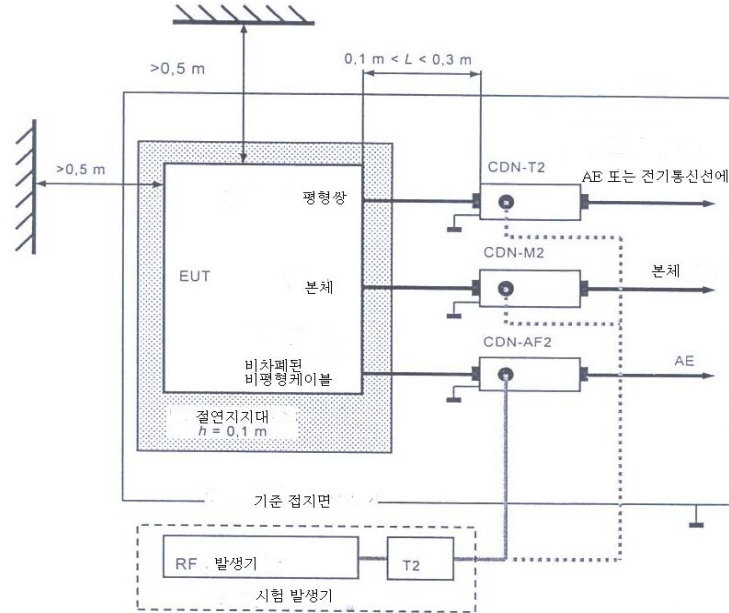 0,1 m < L < 0,3 m
>0,5 m
>0,5 m
CDN-T2
AE 또는 전기통신선에
평형쌍
CDN-M2
EUT
본체
본체
CDN-AF2
비차폐된
비평형케이블
AE
절연지지대
h = 0,1 m
기준 접지면
RF 발생기
T2
시험 발생기